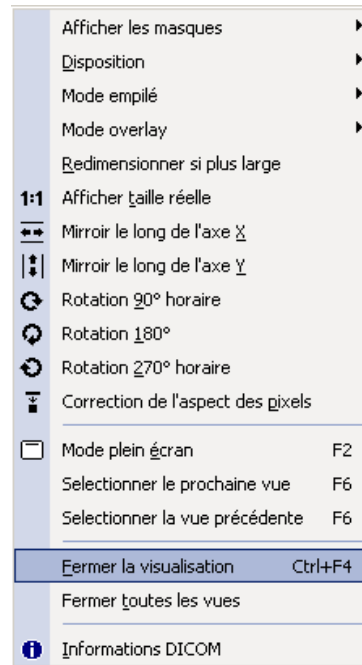 Afficher les masques
Disposition
Mode empilé
Mode overlay
Redimensionner si plus large
1:1 Afficher taille réelle
Mirroir le long de l'axe X
Mirroir le long de l'axe Y
Rotation 90° horaire
Rotation 180°
Rotation 270° horaire
Correction de l'aspect des pixels
Mode plein écran F2
Selectionner le prochaine vue F6
Selectionner la vue précédente F6
Fermer la visualisation Ctrl+F4
Fermer toutes les vues
Informations DICOM